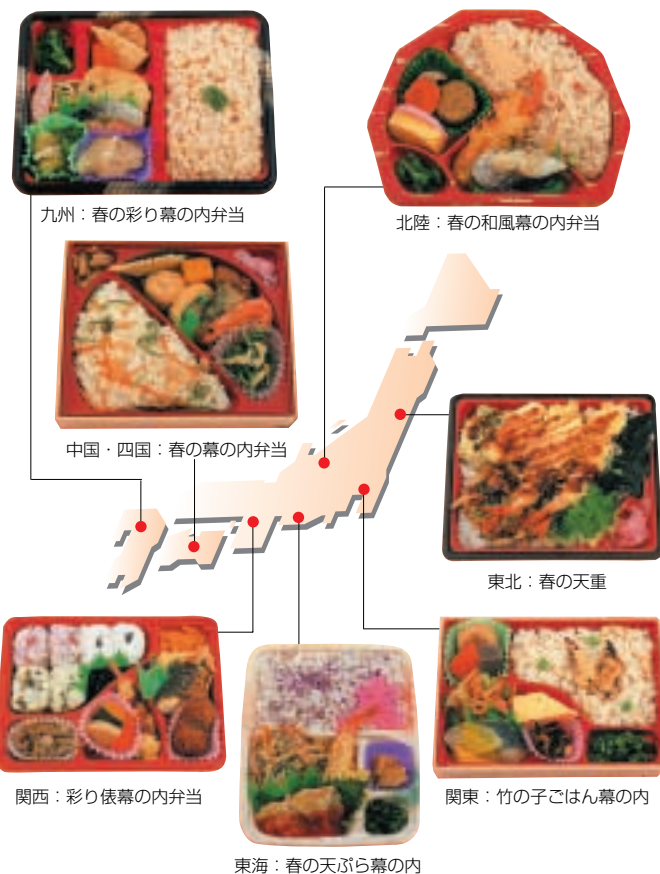 九州：春の彩り幕の内弁当
北陸：春の和風幕の内弁当
中国・四国：春の幕の内弁当
東北：春の天重
関西：彩り俵幕の内弁当
関東：竹の子ごはん幕の内
東海：春の天ぷら幕の内